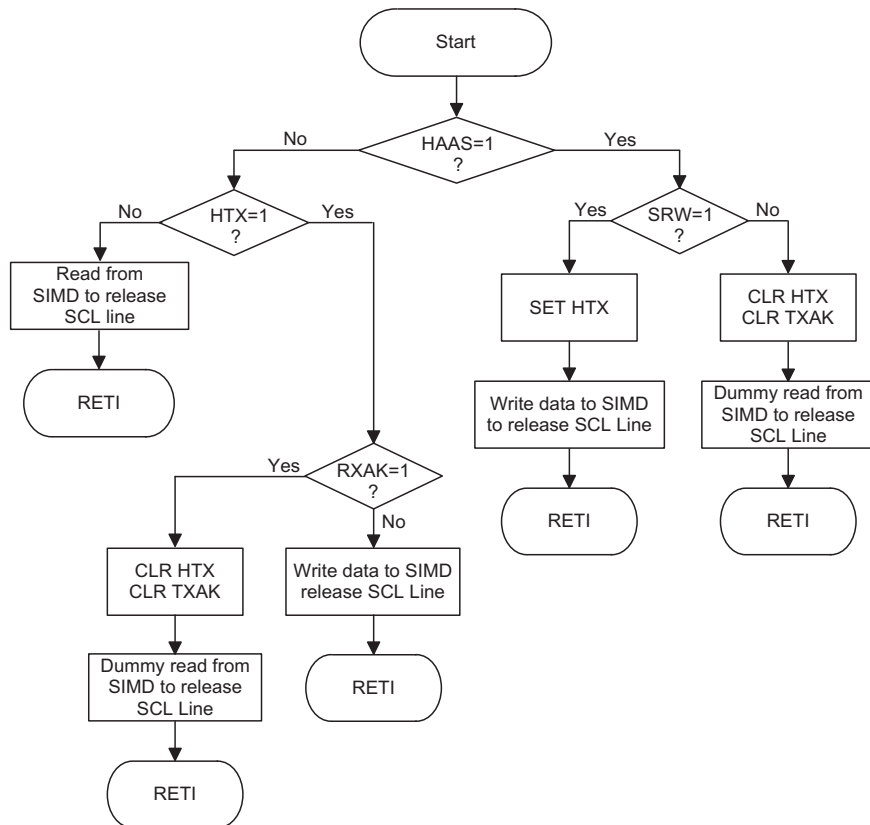 Start
No
HAAS=1
?
Yes
No
HTX=1
?
Yes
Yes
SRW=1
?
No
Read from
SIMD to release
SCL line
SET HTX
CLR HTX
CLR TXAK
RETI
Write data to SIMD
to release SCL Line
Dummy read from
SIMD to release
SCL Line
Yes
RXAK=1
?
No
RETI
RETI
CLR HTX
CLR TXAK
Write data to SIMD
release SCL Line
Dummy read from
SIMD to release
SCL Line
RETI
RETI